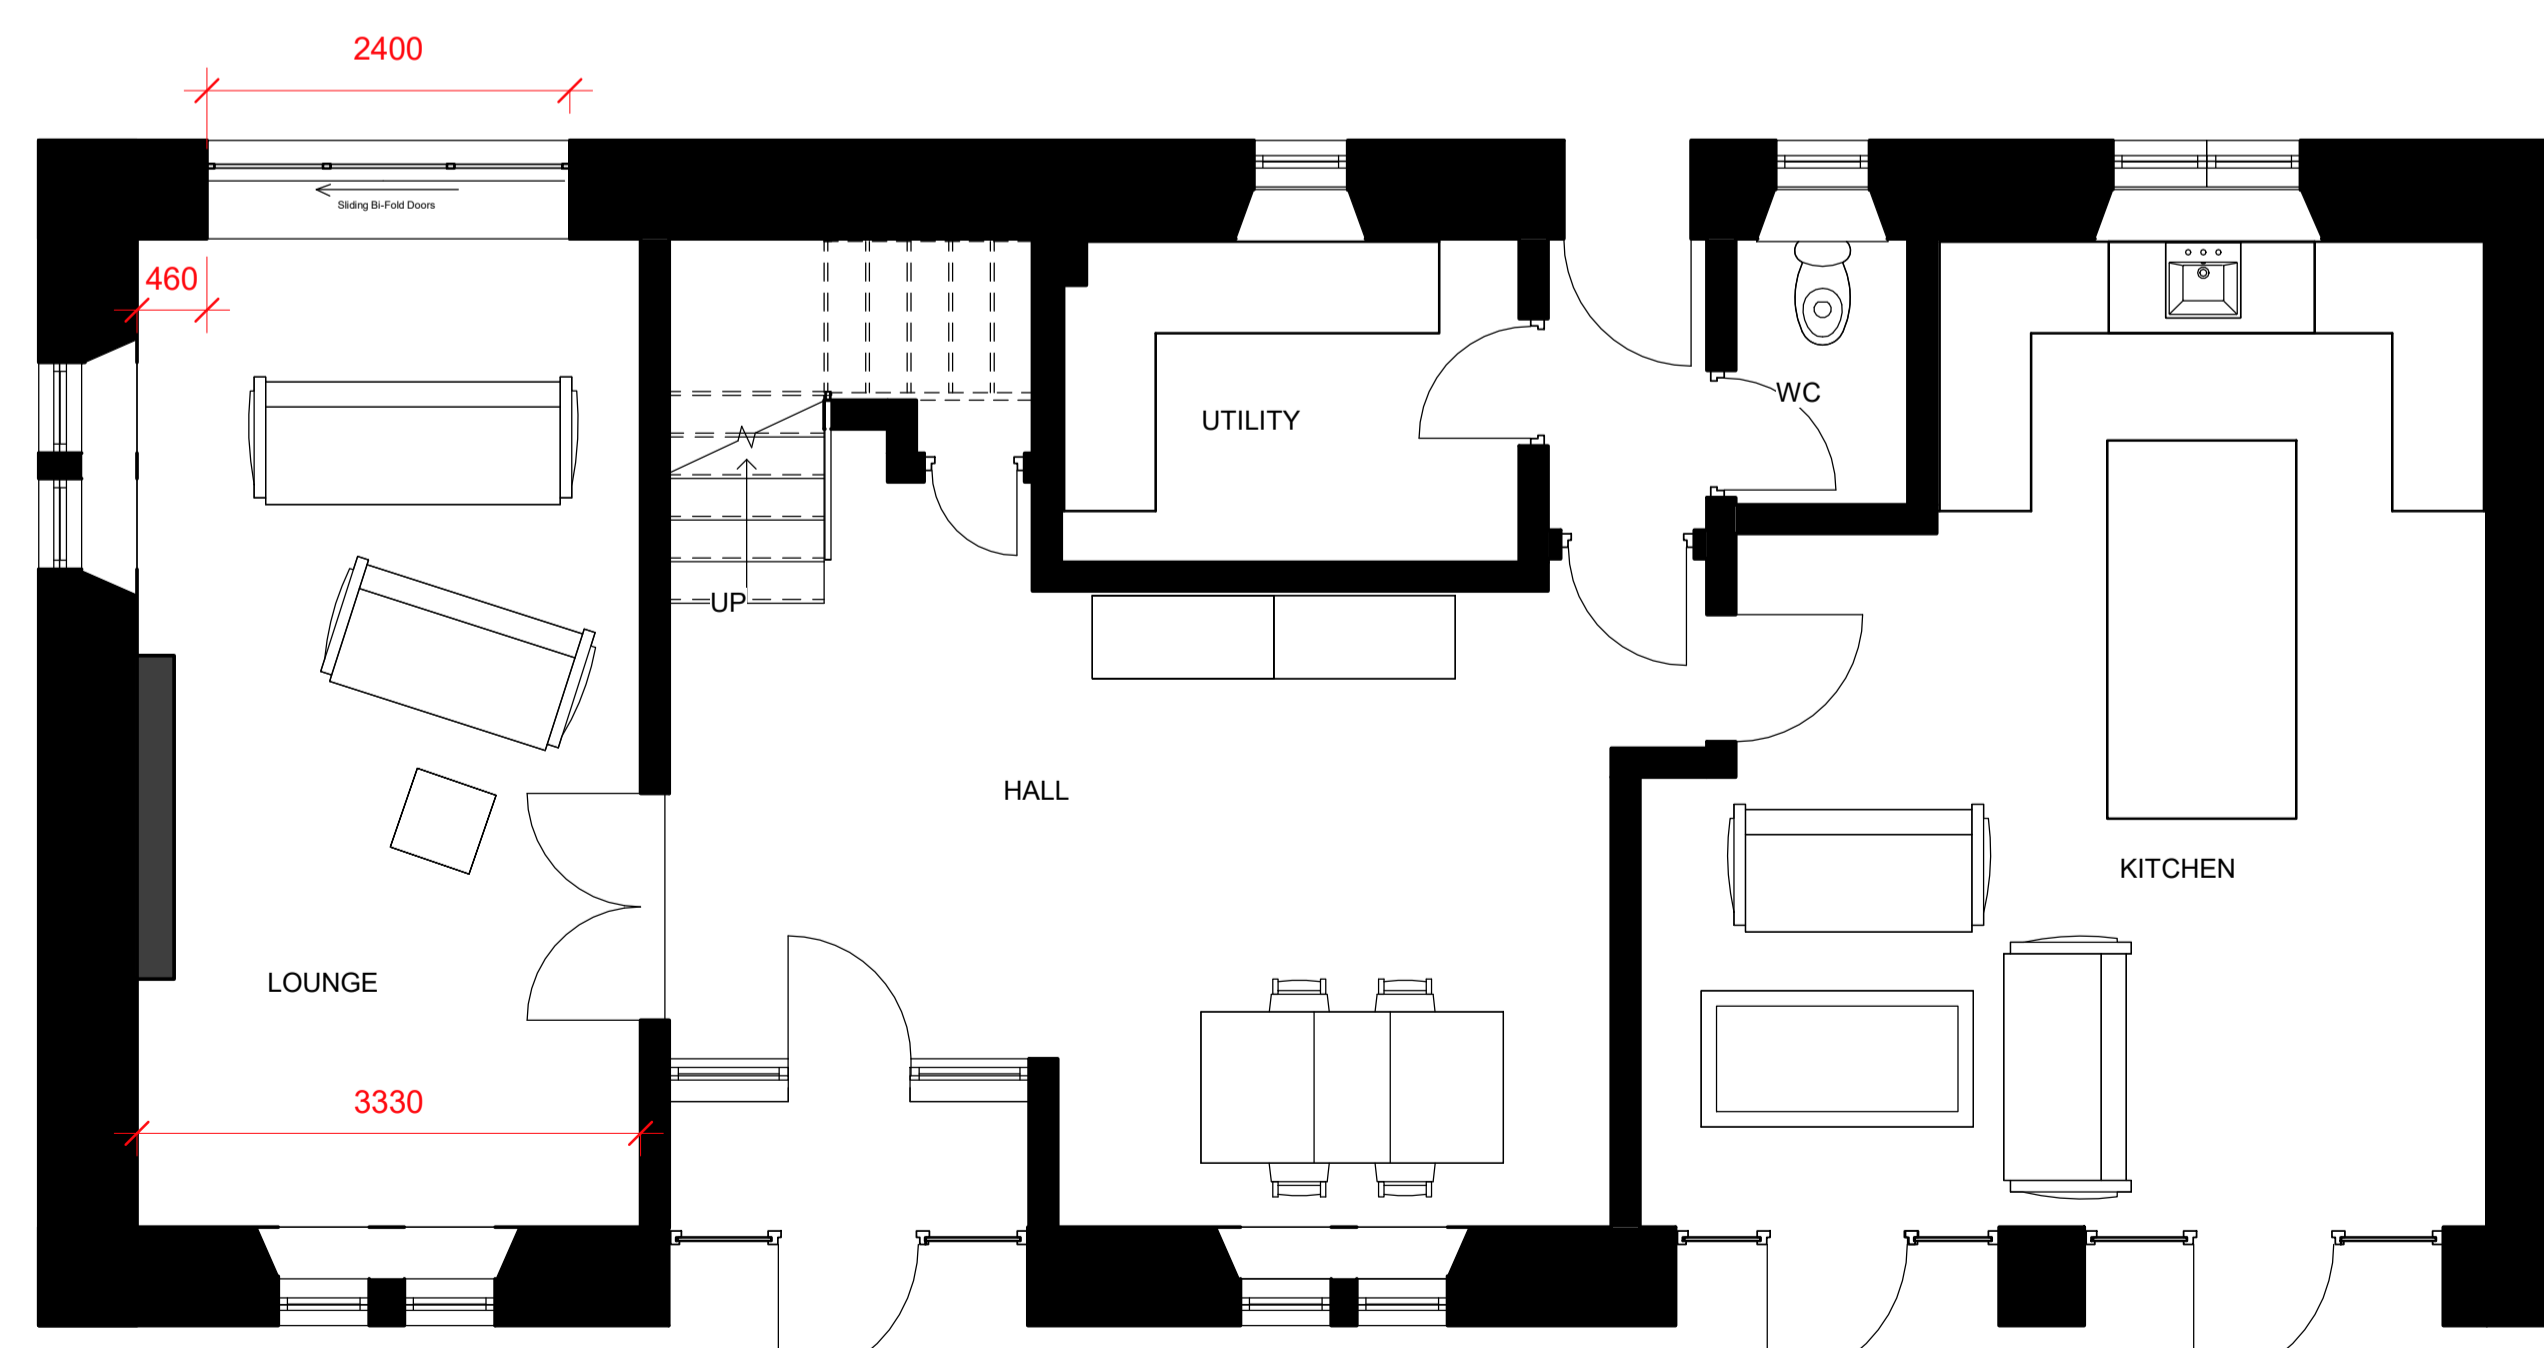 2400
Sliding Bi-Fold Doors
460
WC
UTILITY
UP
HALL
KITCHEN
LOUNGE
3330